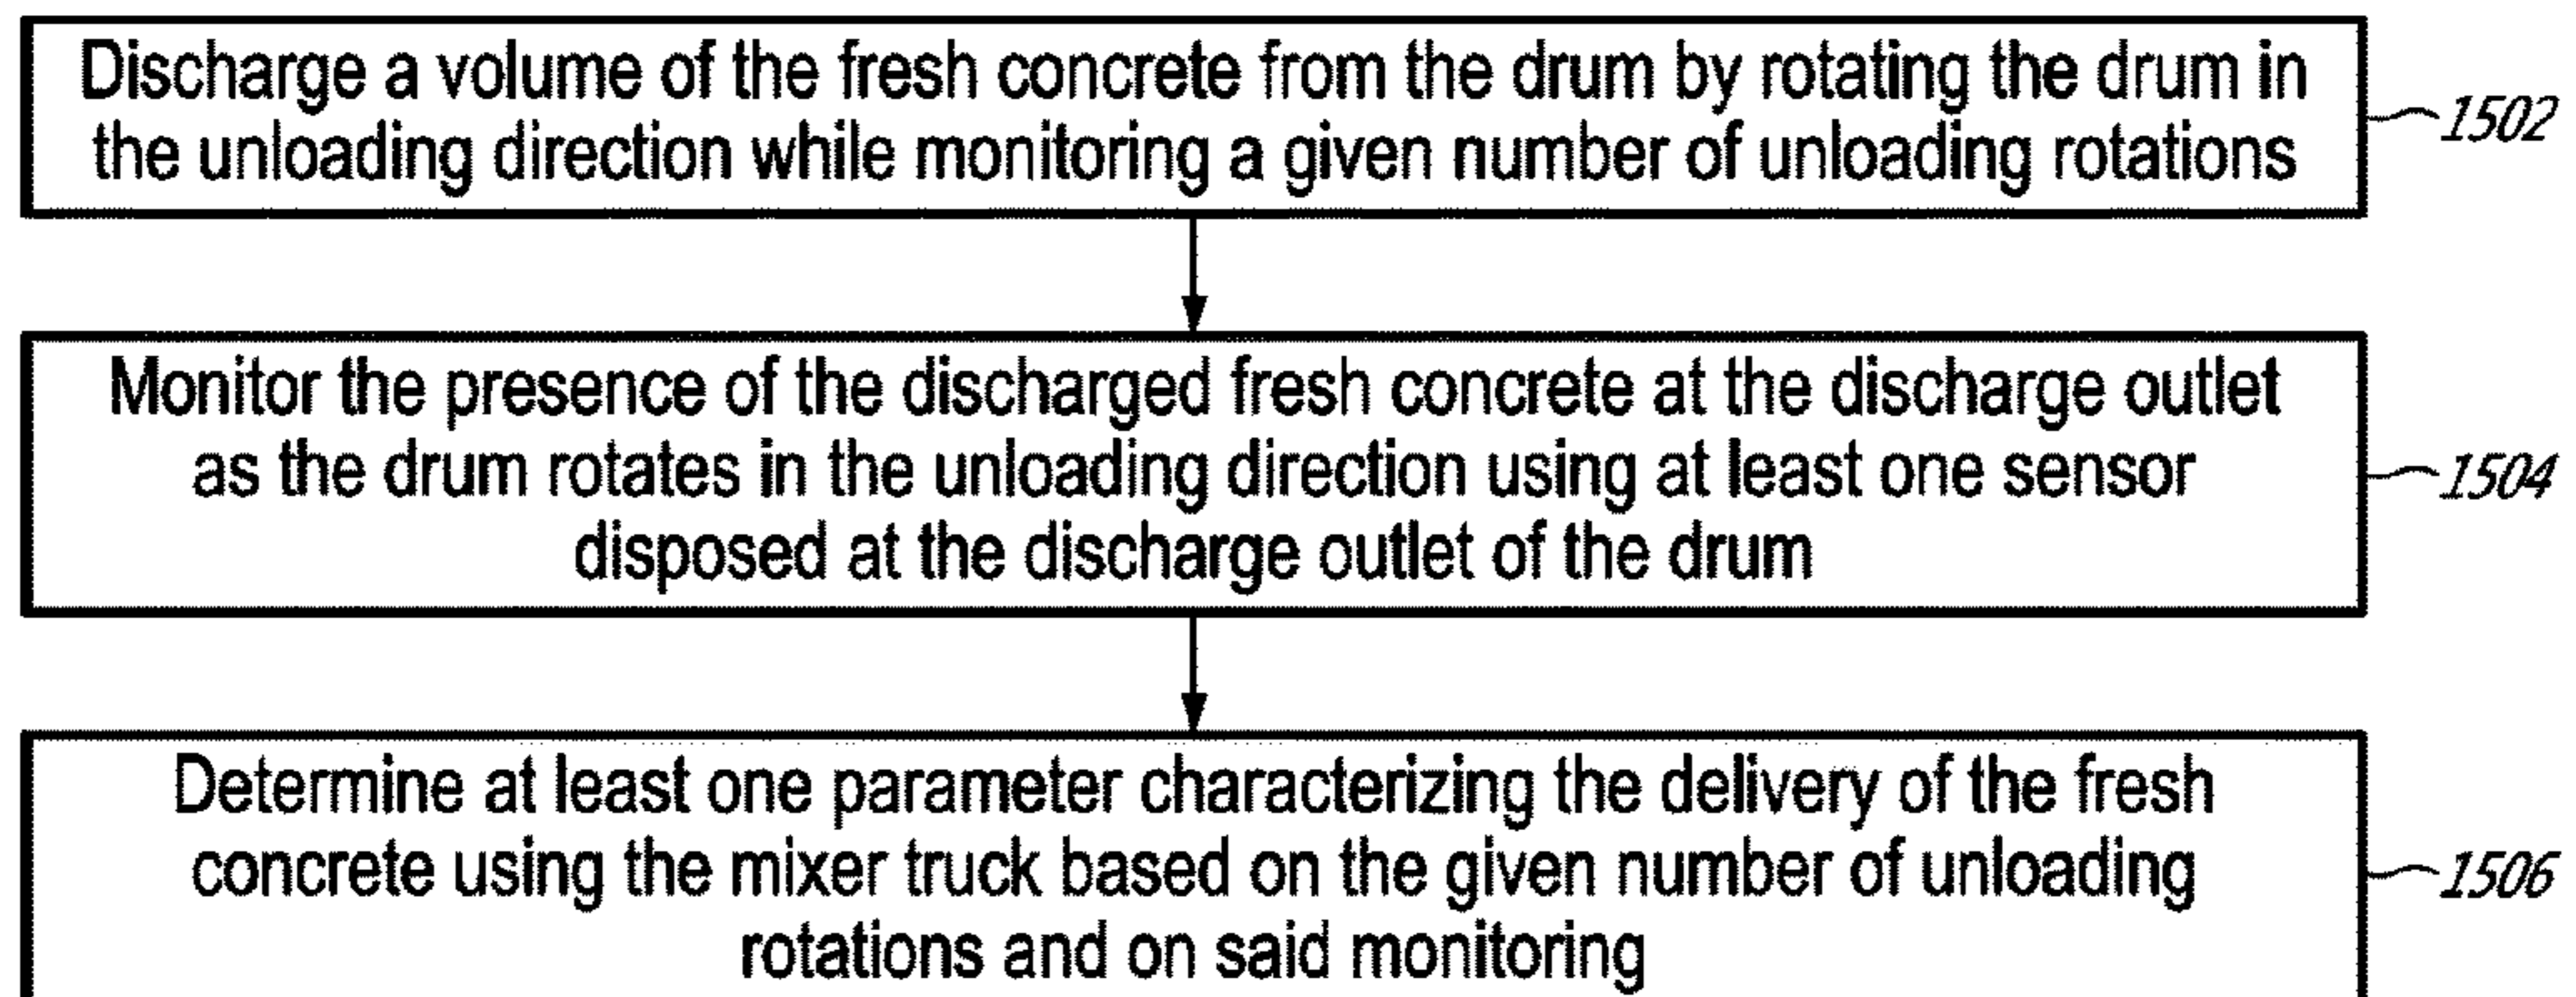 Discharge a volume of the fresh concrete from the drum by rotating the drum in
the unloading direction while monitoring a given number of unloading rotations
1502
Monitor the presence of the discharged fresh concrete at the discharge outlet
as the drum rotates in the unloading direction using at least one sensor
disposed at the discharge outlet of the drum
1504
Determine at least one parameter characterizing the delivery of the fresh
concrete using the mixer truck based on the given number of unloading
rotations and on said monitoring
1506